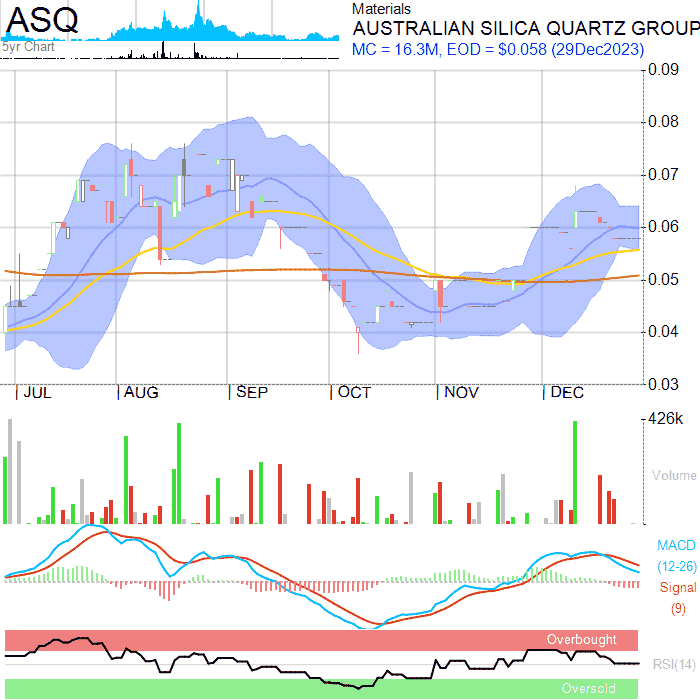 ASQ
5yr Chart
Materials
AUSTRALIAN SILICA QUARTZ GROUP
MC = 16.3M, EOD = $0.058 (29Dec2023)
0.09
0.08
0.07
0.06
0.05
0.04
0.03
JUL
AUG
SEP
OCT
NOV
DEC
426k
Volume
MACD
(12-26)
Signal
(9)
Overbought
RSI(14)
Oversold